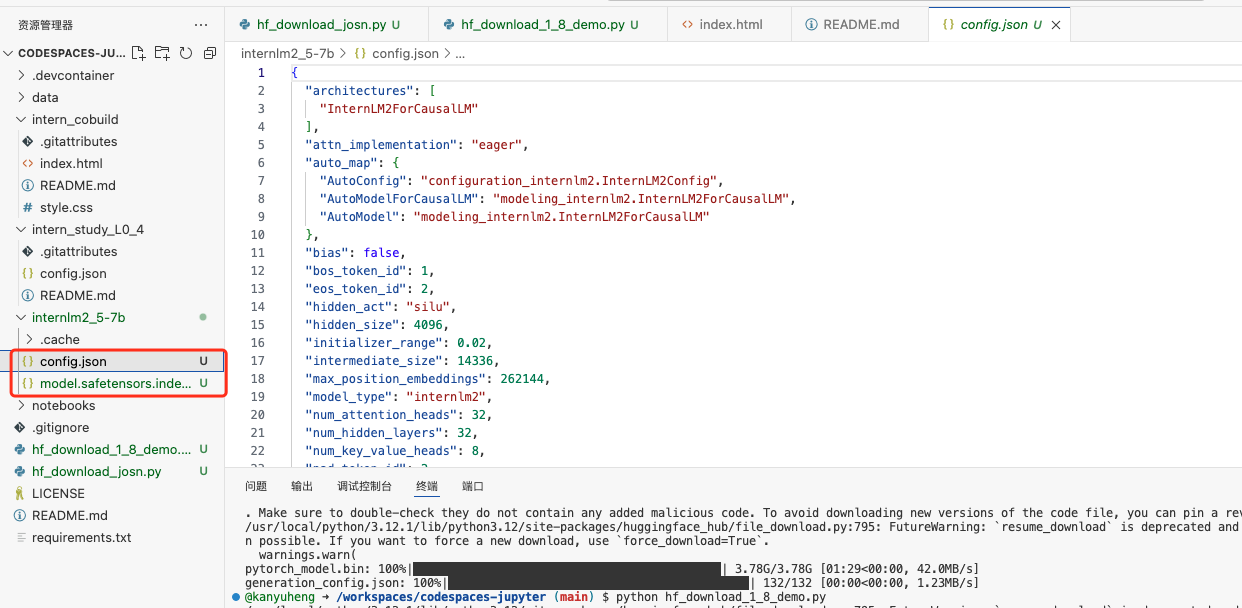 资源管理器 ...
CODESPACES-JU...
.devcontainer
data
intern_cobuild
.gitattributes
index.html
README.md
style.css
intern_study_L0_4
.gitattributes
config.json
README.md
internlm2_5-7b
.cache
config.json U
model.safetensors.inde... U
notebooks
.gitignore
hf_download_1_8_demo.... U
hf_download_josn.py U
LICENSE
README.md
requirements.txt
hf_download_josn.py U
hf_download_1_8_demo.py U
index.html
README.md
config.json U
internlm2_5-7b > {} config.json > ...
1 {
2 "architectures": [
3 "InternLM2ForCausalLM"
4 ],
5 "attn_implementation": "eager",
6 "auto_map": {
7 "AutoConfig": "configuration_internlm2.InternLM2Config",
8 "AutoModelForCausalLM": "modeling_internlm2.InternLM2ForCausalLM",
9 "AutoModel": "modeling_internlm2.InternLM2ForCausalLM"
10 },
11 "bias": false,
12 "bos_token_id": 1,
13 "eos_token_id": 2,
14 "hidden_act": "silu",
15 "hidden_size": 4096,
16 "initializer_range": 0.02,
17 "intermediate_size": 14336,
18 "max_position_embeddings": 262144,
19 "model_type": "internlm2",
20 "num_attention_heads": 32,
21 "num_hidden_layers": 32,
22 "num_key_value_heads": 8,
问题 输出 调试控制台 终端 端口
. Make sure to double-check they do not contain any added malicious code. To avoid downloading new versions of the code file, you can pin a rev
/usr/local/python/3.12.1/lib/python3.12/site-packages/huggingface_hub/file_download.py:795: FutureWarning: `resume_download` is deprecated and
n possible. If you want to force a new download, use `force_download=True`.
warnings.warn(
pytorch_model.bin: 100%| | 3.78G/3.78G [01:29<00:00, 42.0MB/s]
generation_config.json: 100%| | 132/132 [00:00<00:00, 1.23MB/s]
@kanyuheng → /workspaces/codespaces-jupyter (main) $ python hf_download_1_8_demo.py